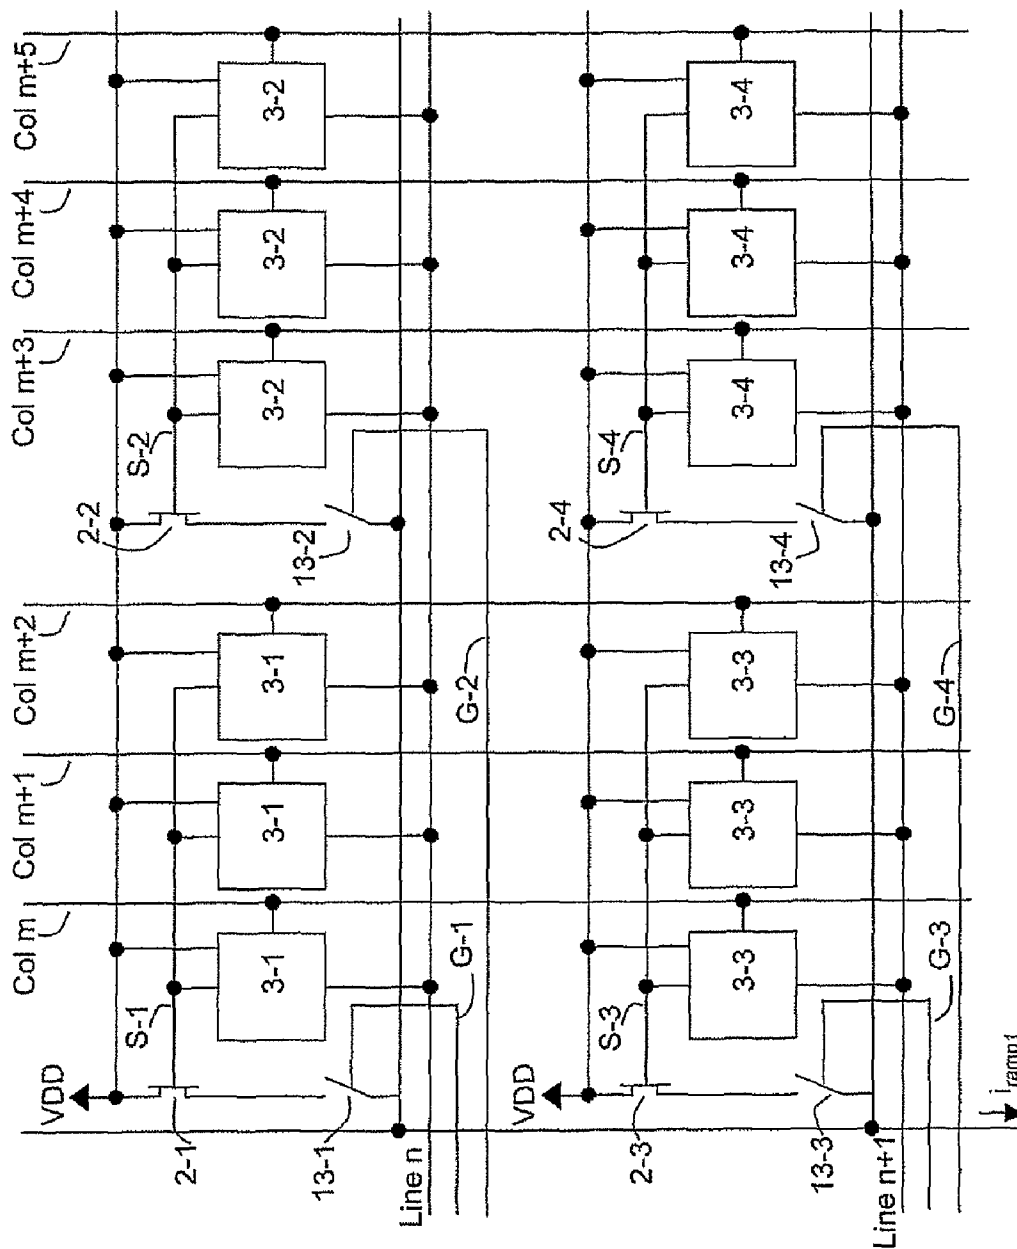 Col m
Col m+1
Col m+2
Col m+3
Col m+4
Col m+5
VDD
S-1
2-2
S-2
2-1
3-1
3-1
3-1
3-2
3-2
3-2
13-1
G-1
13-2
Line n
G-2
VDD
S-3
2-4
S-4
2-3
3-3
3-3
3-3
3-4
3-4
3-4
13-3
G-3
13-4
Line n+1
G-4
iramp1